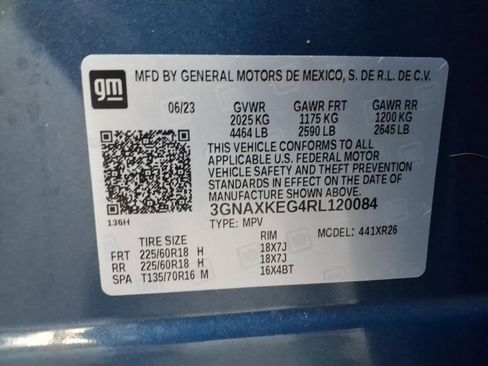 gm
MFD BY GENERAL MOTORS DE MEXICO, S. DE R.L. DE C.V.
06/23 GVWR GAWR FRT GAWR RR
2025 KG 1175 KG 1200 KG
4464 LB 2590 LB 2645 LB
THIS VEHICLE CONFORMS TO ALL
APPLICABLE U.S. FEDERAL MOTOR
VEHICLE SAFETY AND THEFT PREVENTION
STANDARDS IN EFFECT ON THE DATE OF
MANUFACTURE SHOWN ABOVE.
3GNAXKEG4RL120084
136H TYPE: MPV MODEL: 441XR26
TIRE SIZE RIM
FRT 225/60R18 H 18X7J
RR 225/60R18 H 18X7J
SPA T135/70R16 M 16X4BT